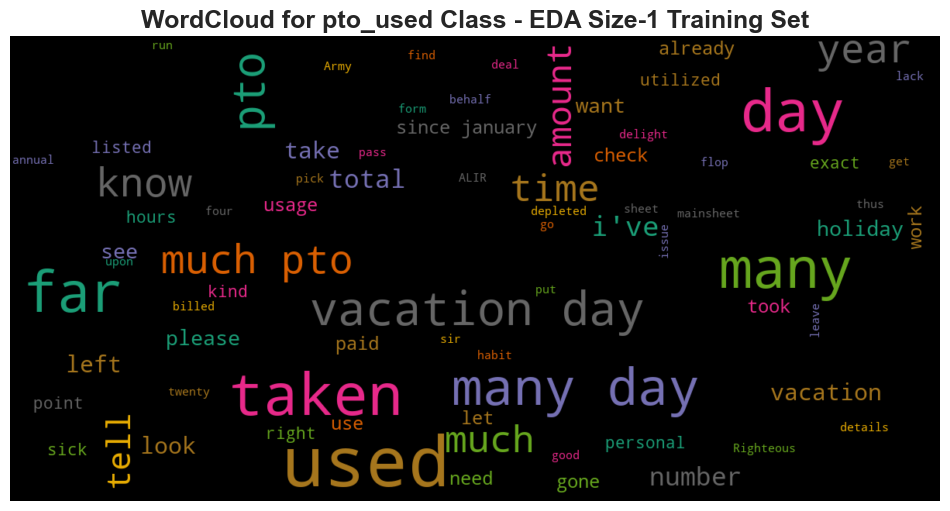 WordCloud for pto_used Class - EDA Size-1 Training Set
run
pto
Army
find
deal
amount
already
year
lack
utilized
behalf
form
want
day
since january
delight
listed
annual
take
pass
check
flop
exact
get
know
pick
total
ALIR
time
usage
hours
four
depleted
go
i've
sheet
mainsheet
thus
holiday
work
issue
see
upon
much pto
many
far
kind
billed
put
vacation day
took
leave
please
paid
sir
habit
left
twenty
taken
many day
vacation
point
tell
look
right
use
let
much
personal
details
sick
used
good
Righteous
need
gone
number